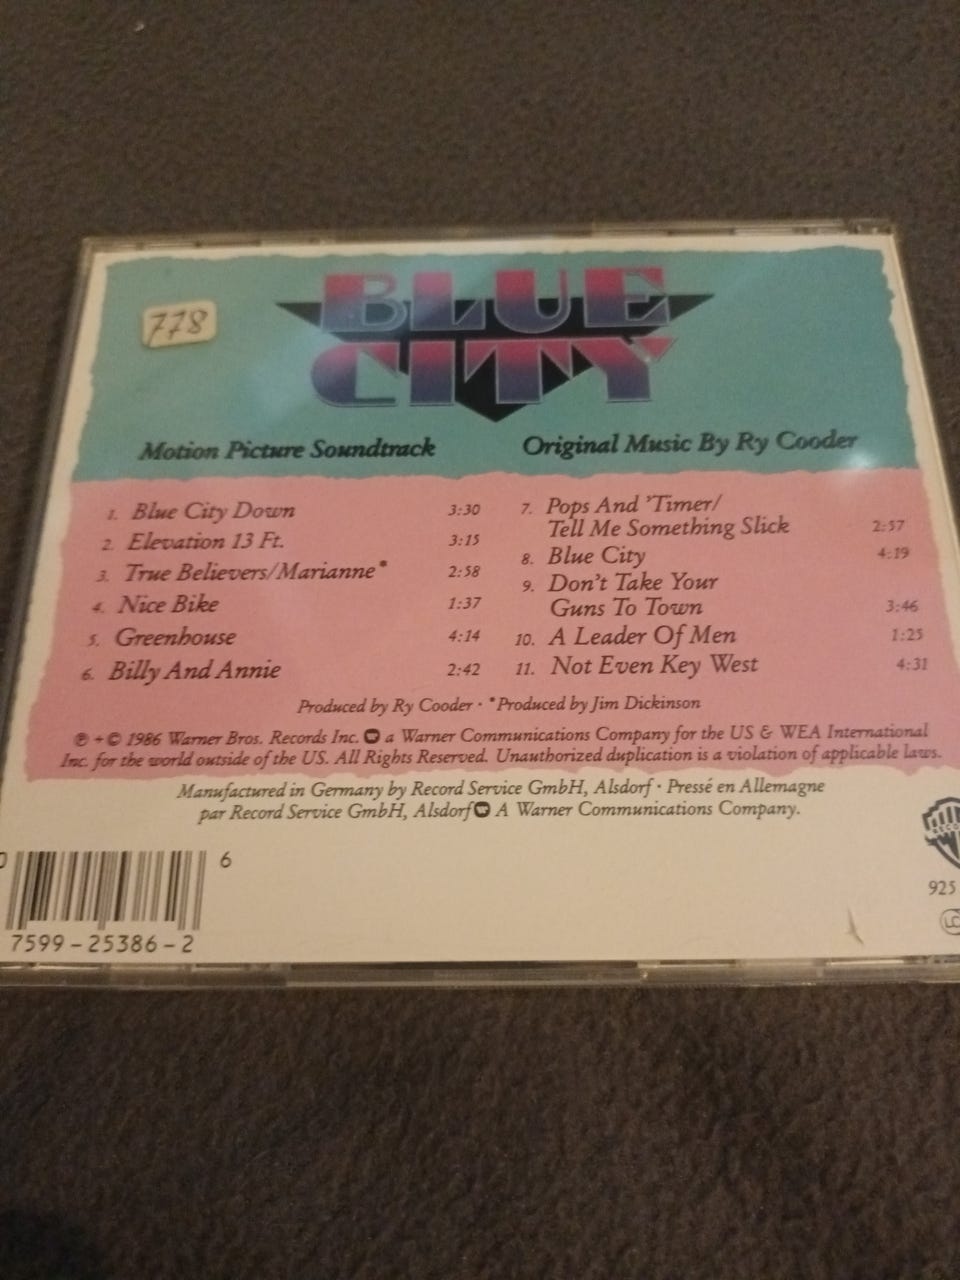 778
BLUE
CITY
Motion Picture Soundtrack
Original Music By Ry Cooder
1. Blue City Down 3:30
2. Elevation 13 Ft. 3:15
3. True Believers/Marianne* 2:58
4. Nice Bike 1:37
5. Greenhouse 4:14
6. Billy And Annie 2:42
7. Pops And 'Timer/
Tell Me Something Slick 2:57
8. Blue City 4:19
9. Don't Take Your
Guns To Town 3:46
10. A Leader Of Men 1:25
11. Not Even Key West 4:31
Produced by Ry Cooder · *Produced by Jim Dickinson
℗ + © 1986 Warner Bros. Records Inc. a Warner Communications Company for the US & WEA International
Inc. for the world outside of the US. All Rights Reserved. Unauthorized duplication is a violation of applicable laws.
Manufactured in Germany by Record Service GmbH, Alsdorf · Pressé en Allemagne
par Record Service GmbH, Alsdorf A Warner Communications Company.
0 6
7599-25386-2
925
LC